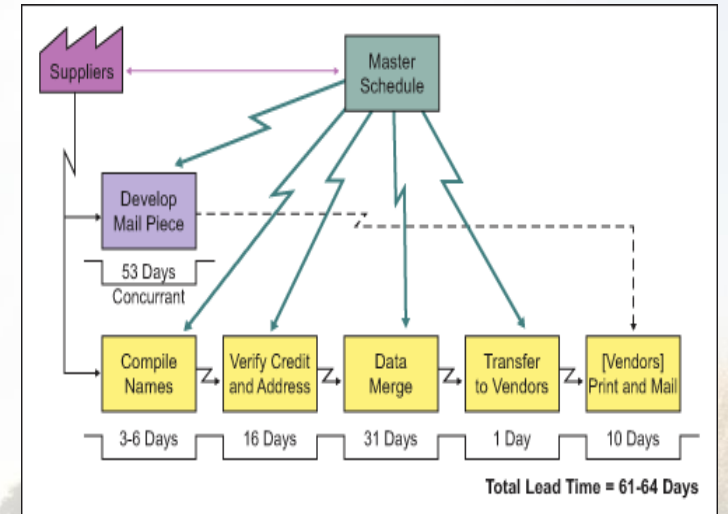 Suppliers
Master
Schedule
Develop
Mail Piece
53 Days
Concurrant
Compile
Names
Verify Credit
and Address
Data
Merge
Transfer
to Vendors
[Vendors]
Print and Mail
3-6 Days
16 Days
31 Days
1 Day
10 Days
Total Lead Time = 61-64 Days